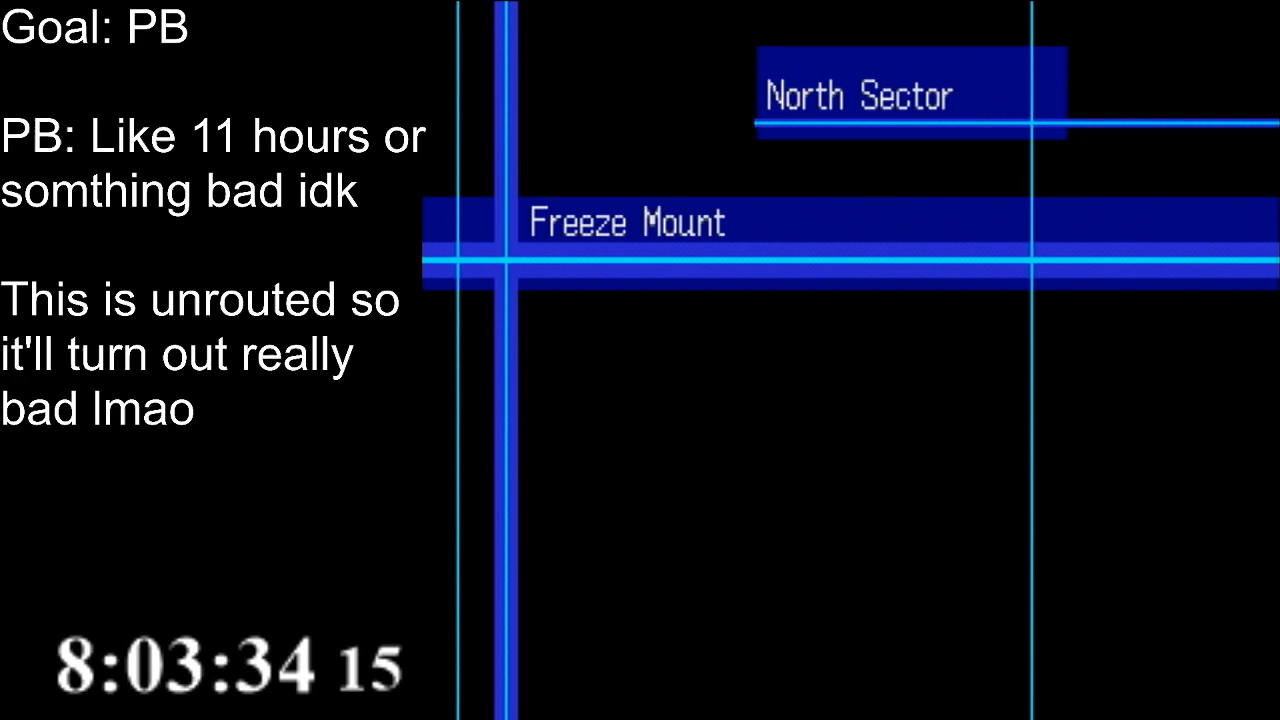 Goal: PB
PB: Like 11 hours or
somthing bad idk
This is unrouted so
it'll turn out really
bad lmao
North Sector
Freeze Mount
8:03:34 15